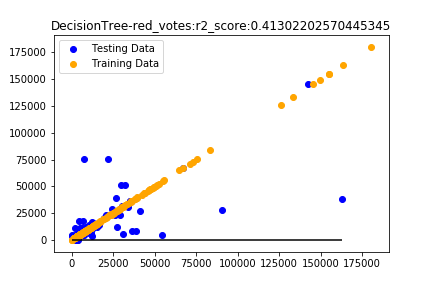 DecisionTree-red_votes:r2_score:0.41302202570445345
Testing Data
Training Data
175000
150000
125000
100000
75000
50000
25000
0
0 25000 50000 75000 100000 125000 150000 175000